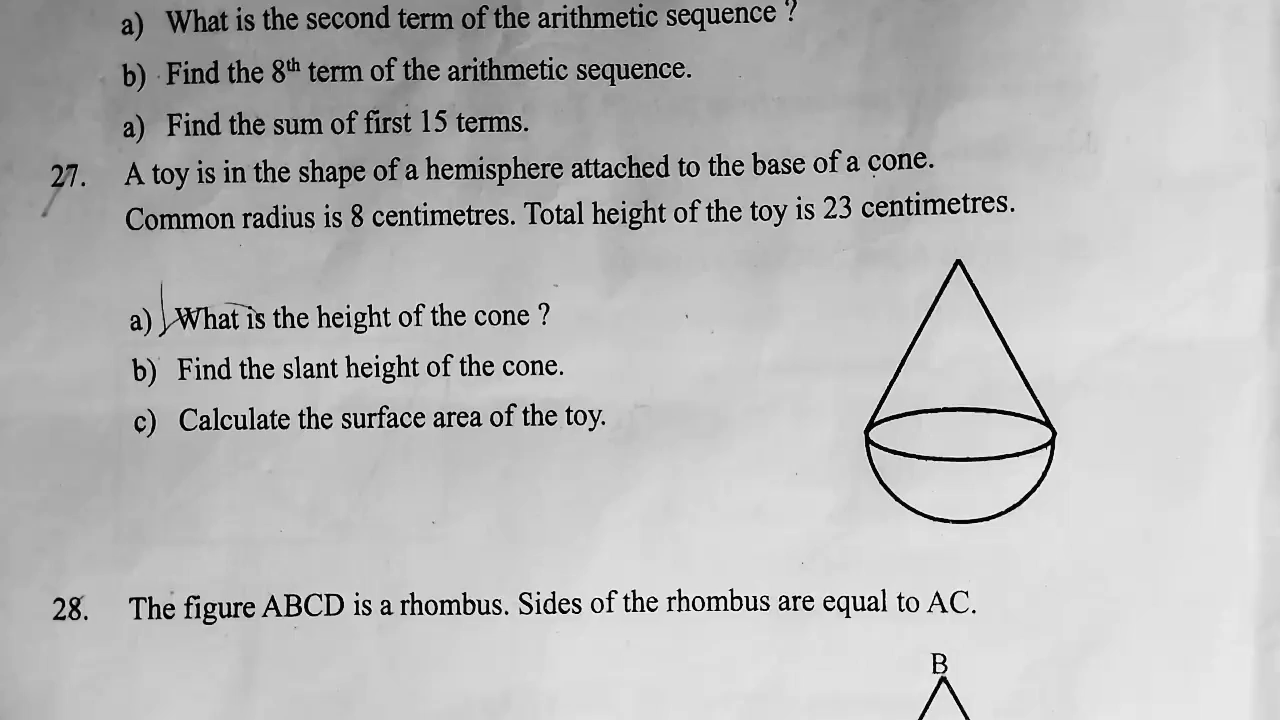 a) What is the second term of the arithmetic sequence ?
b) Find the 8th term of the arithmetic sequence.
a) Find the sum of first 15 terms.
27. A toy is in the shape of a hemisphere attached to the base of a cone.
Common radius is 8 centimetres. Total height of the toy is 23 centimetres.
a) What is the height of the cone ?
b) Find the slant height of the cone.
c) Calculate the surface area of the toy.
28. The figure ABCD is a rhombus. Sides of the rhombus are equal to AC.
B